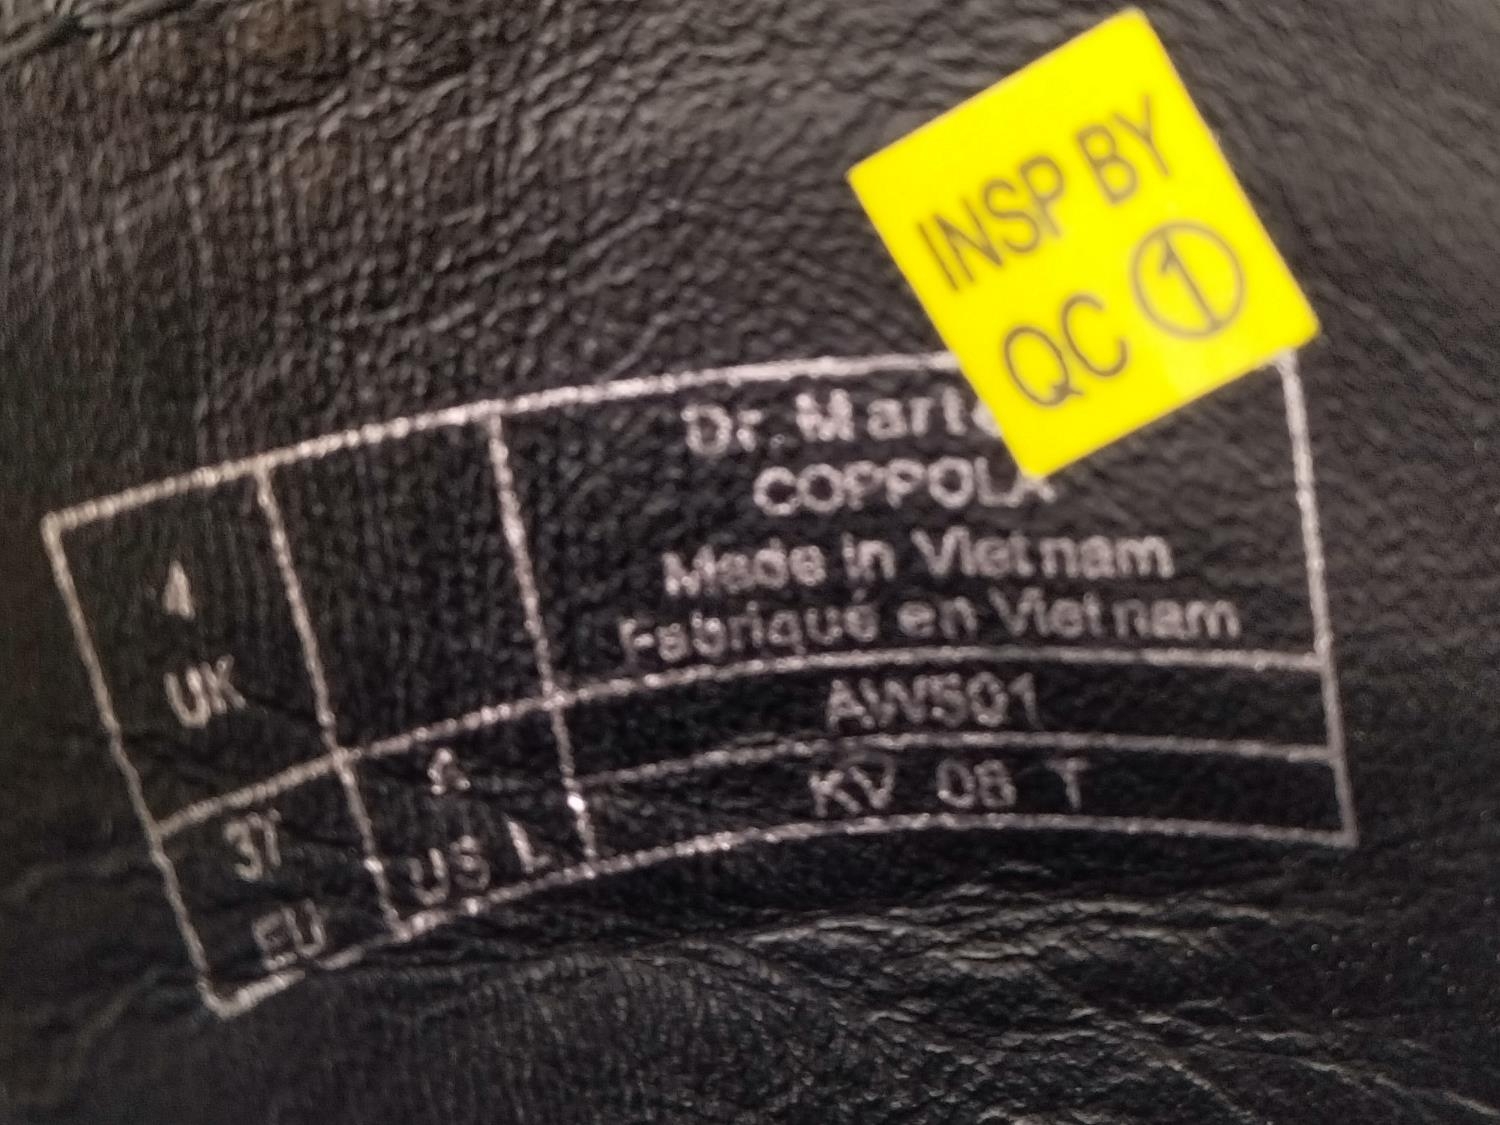 INSP BY
QC 1
Dr. Marte
COPPOLA
Made in Vietnam
Fabriqué en Vietnam
4
UK
AW501
KV 08 T
37
EU
US L